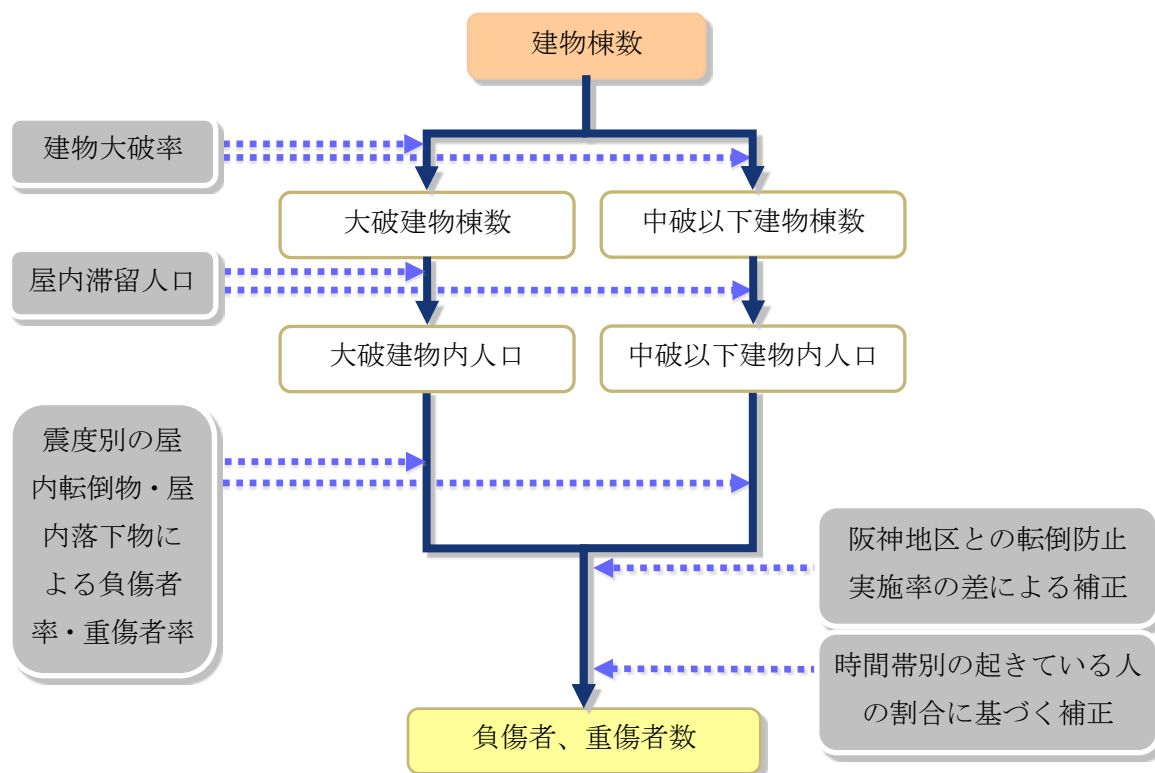 建物棟数
建物大破率
大破建物棟数
中破以下建物棟数
屋内滞留人口
大破建物内人口
中破以下建物内人口
震度別の屋
内転倒物・屋
内落下物に
よる負傷者
率・重傷者率
阪神地区との転倒防止
実施率の差による補正
時間帯別の起きている人
の割合に基づく補正
負傷者、重傷者数